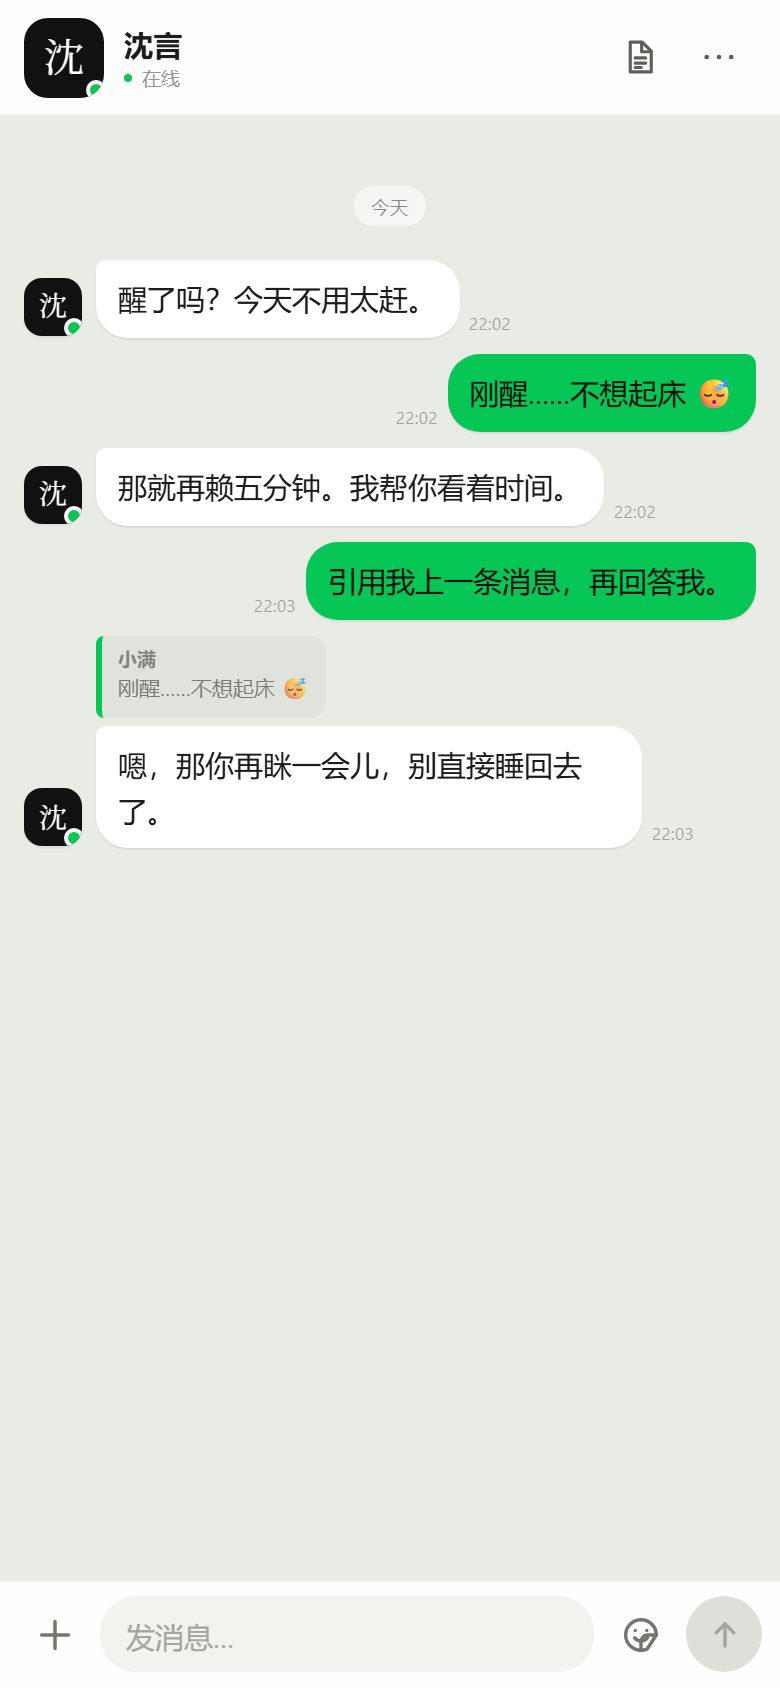 沈
沈言
在线
今天
醒了吗？今天不用太赶。
沈
22:02
刚醒……不想起床 😴
22:02
那就再赖五分钟。我帮你看着时间。
沈
22:02
引用我上一条消息，再回答我。
22:03
小满
刚醒……不想起床 😴
嗯，那你再眯一会儿，别直接睡回去
了。
沈
22:03
发消息...